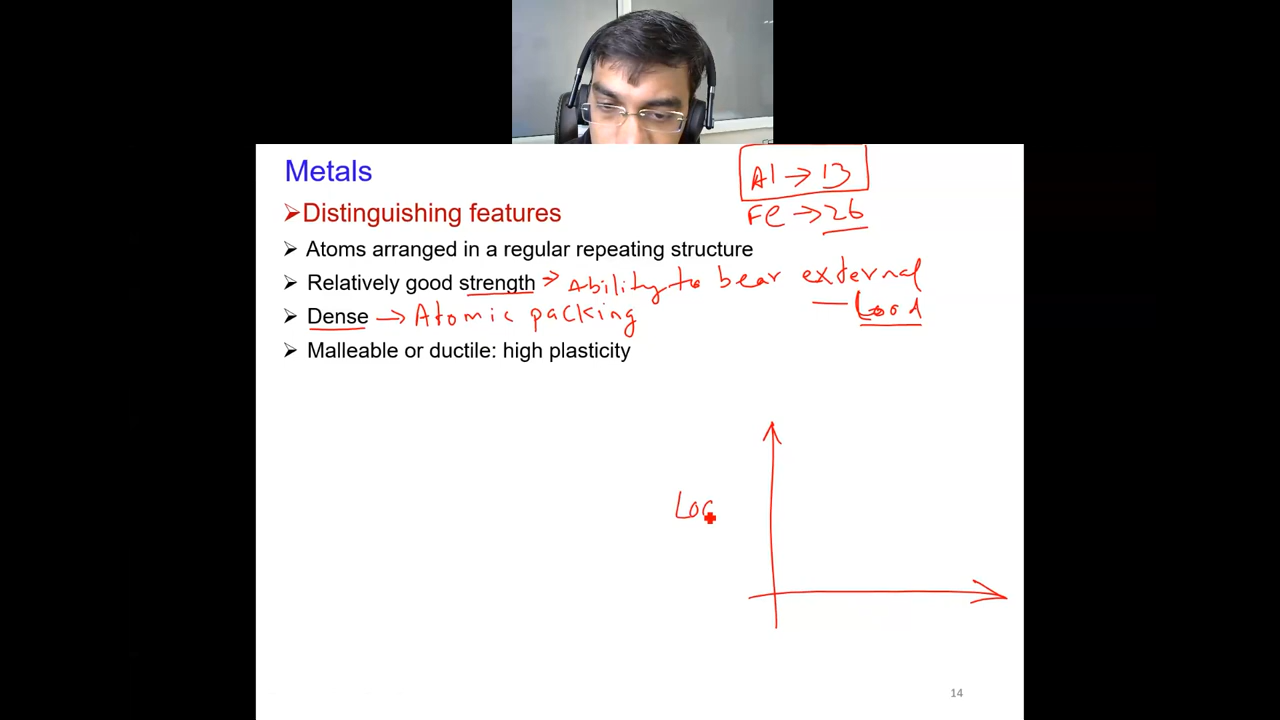 Metals
Al → 13
➢Distinguishing features
Fe → 26
➢ Atoms arranged in a regular repeating structure
➢ Relatively good strength → Ability to bear external
— Load
➢ Dense → Atomic packing
➢ Malleable or ductile: high plasticity
Loa
14